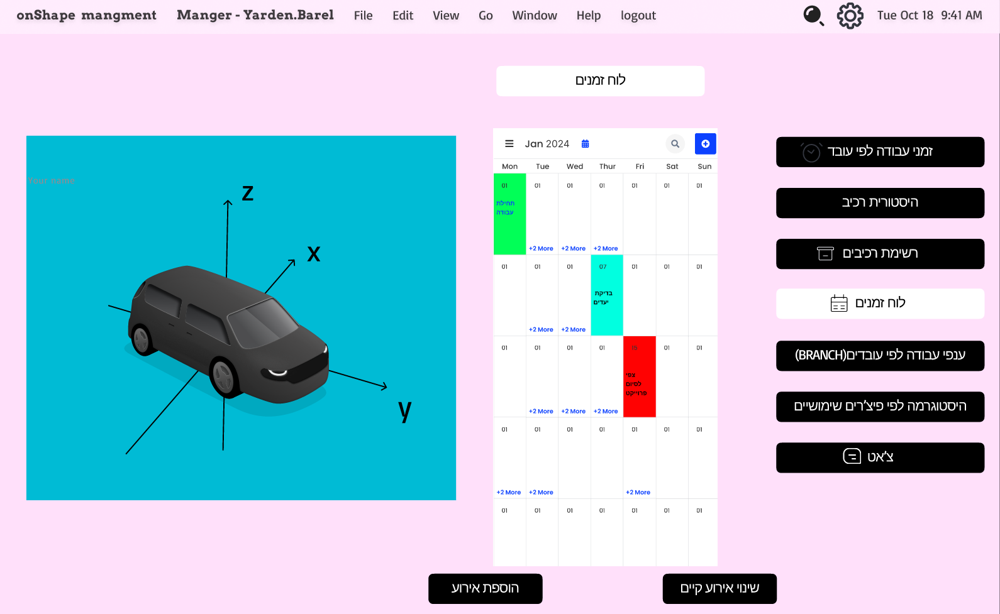 onShape mangment Manger - Yarden.Barel File Edit View Go Window Help logout Tue Oct 18 9:41 AM
לוח זמנים
Your name
z
x
y
Jan 2024
Mon Tue Wed Thur Fri Sat Sun
01 01 01 01 01 01 01
תחילת
עבודה
+2 More +2 More +2 More
01 01 01 07 01 01 01
בדיקת
יעדים
+2 More +2 More
01 01 01 01 15 01 01
צפי
לסיום
פרוייקט
+2 More +2 More +2 More
01 01 01 01 01 01 01
+2 More +2 More +2 More
01 01 01 01 01 01 01
זמני עבודה לפי עובד
היסטורית רכיב
רשימת רכיבים
לוח זמנים
ענפי עבודה לפי עובדים(BRANCH)
היסטוגרמה לפי פיצ'רים שימושיים
צ'אט
הוספת אירוע
שינוי אירוע קיים